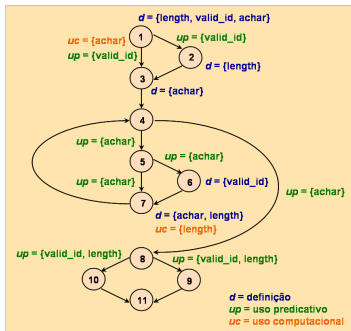 d = {length, valid_id, achar}
1
uc = {achar}
up = {valid_id}
up = {valid_id}
2
d = {length}
3
d = {achar}
4
up = {achar}
5
up = {achar}
6
d = {valid_id}
up = {achar}
7
d = {achar, length}
uc = {length}
up = {valid_id, length}
8
up = {valid_id, length}
10
9
11
d = definição
up = uso predicativo
uc = uso computacional